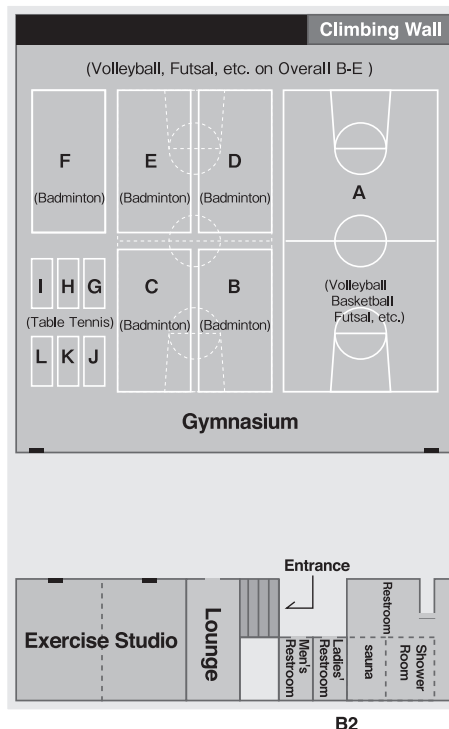 Climbing Wall
(Volleyball, Futsal, etc. on Overall B-E )
F
(Badminton)
E
(Badminton)
D
(Badminton)
A
(Volleyball
Basketball
Futsal, etc.)
I H G
(Table Tennis)
L K J
C
(Badminton)
B
(Badminton)
Gymnasium
Entrance
Exercise Studio
Lounge
Men's
Restroom
Ladies'
Restroom
Restroom
sauna
Shower
Room
B2